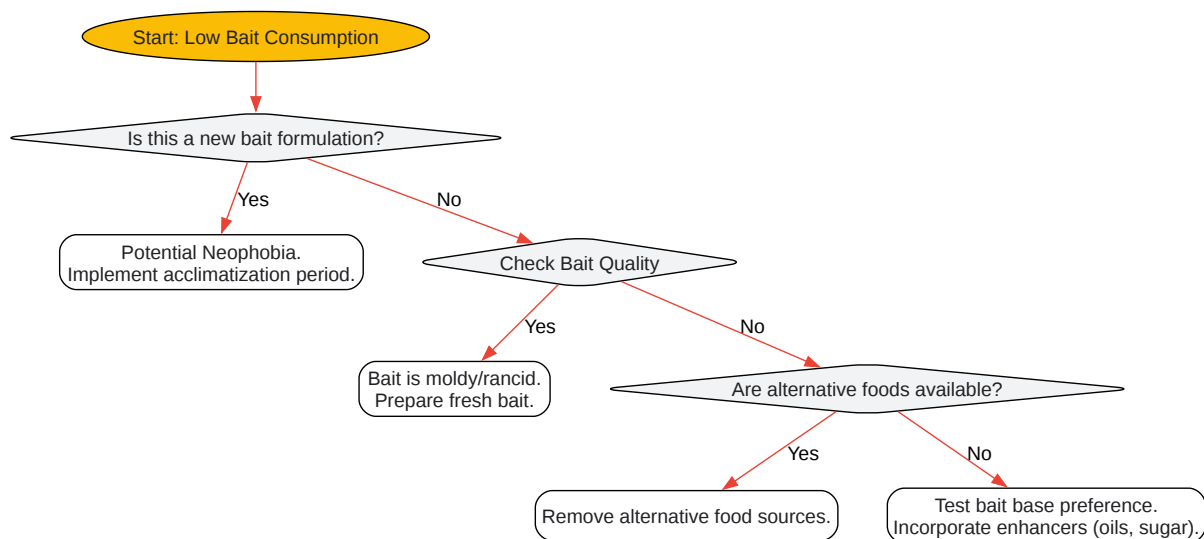 Start: Low Bait Consumption
Is this a new bait formulation?
Yes
No
Potential Neophobia.
Implement acclimatization period.
Check Bait Quality
Yes
No
Bait is moldy/rancid.
Prepare fresh bait.
Are alternative foods available?
Yes
No
Remove alternative food sources.
Test bait base preference.
Incorporate enhancers (oils, sugar).